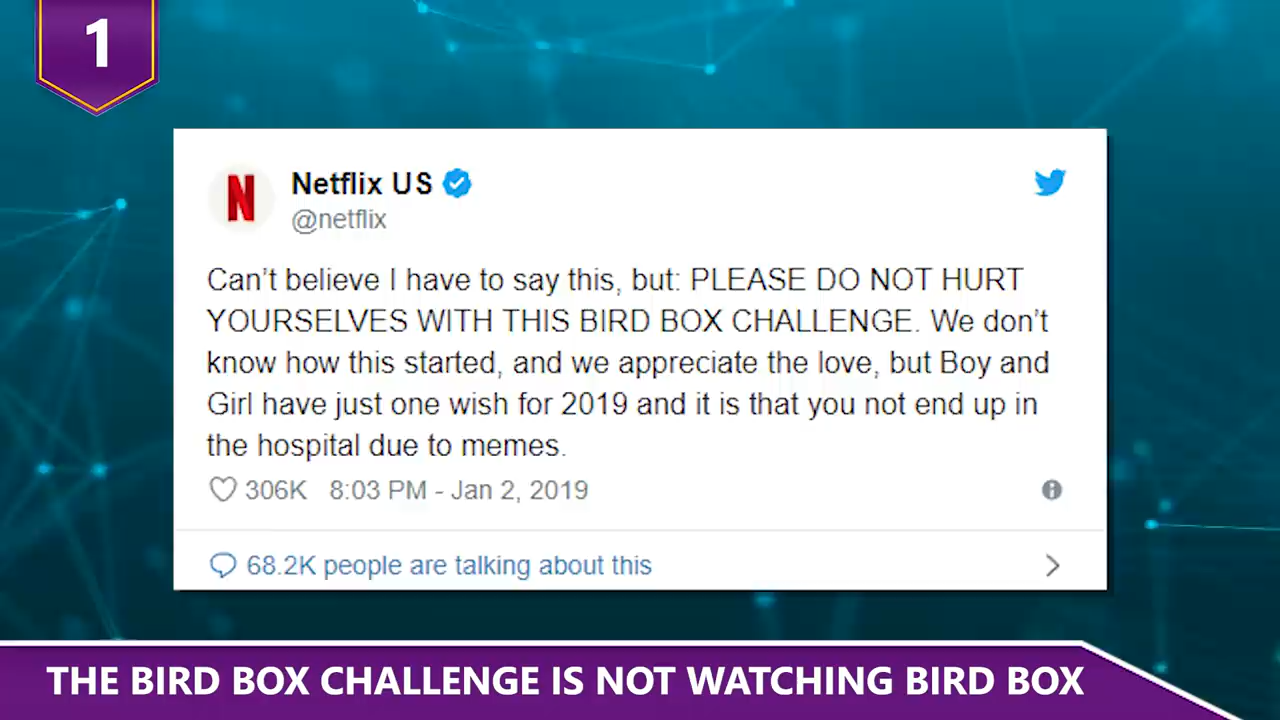 1
N
Netflix US
@netflix
Can’t believe I have to say this, but: PLEASE DO NOT HURT
YOURSELVES WITH THIS BIRD BOX CHALLENGE. We don’t
know how this started, and we appreciate the love, but Boy and
Girl have just one wish for 2019 and it is that you not end up in
the hospital due to memes.
306K 8:03 PM - Jan 2, 2019
68.2K people are talking about this
THE BIRD BOX CHALLENGE IS NOT WATCHING BIRD BOX